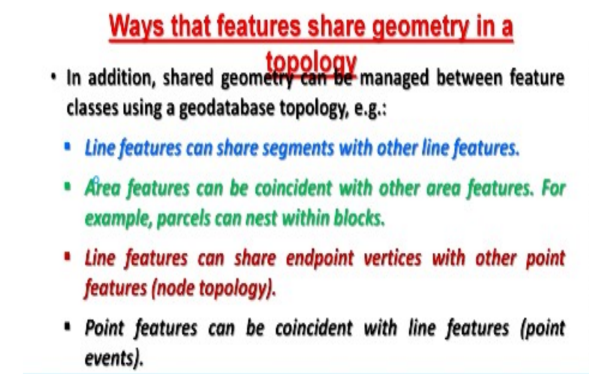 Ways that features share geometry in a
topology
• In addition, shared geometry can be managed between feature
classes using a geodatabase topology, e.g.:
▪ Line features can share segments with other line features.
▪ Area features can be coincident with other area features. For
example, parcels can nest within blocks.
▪ Line features can share endpoint vertices with other point
features (node topology).
▪ Point features can be coincident with line features (point
events).